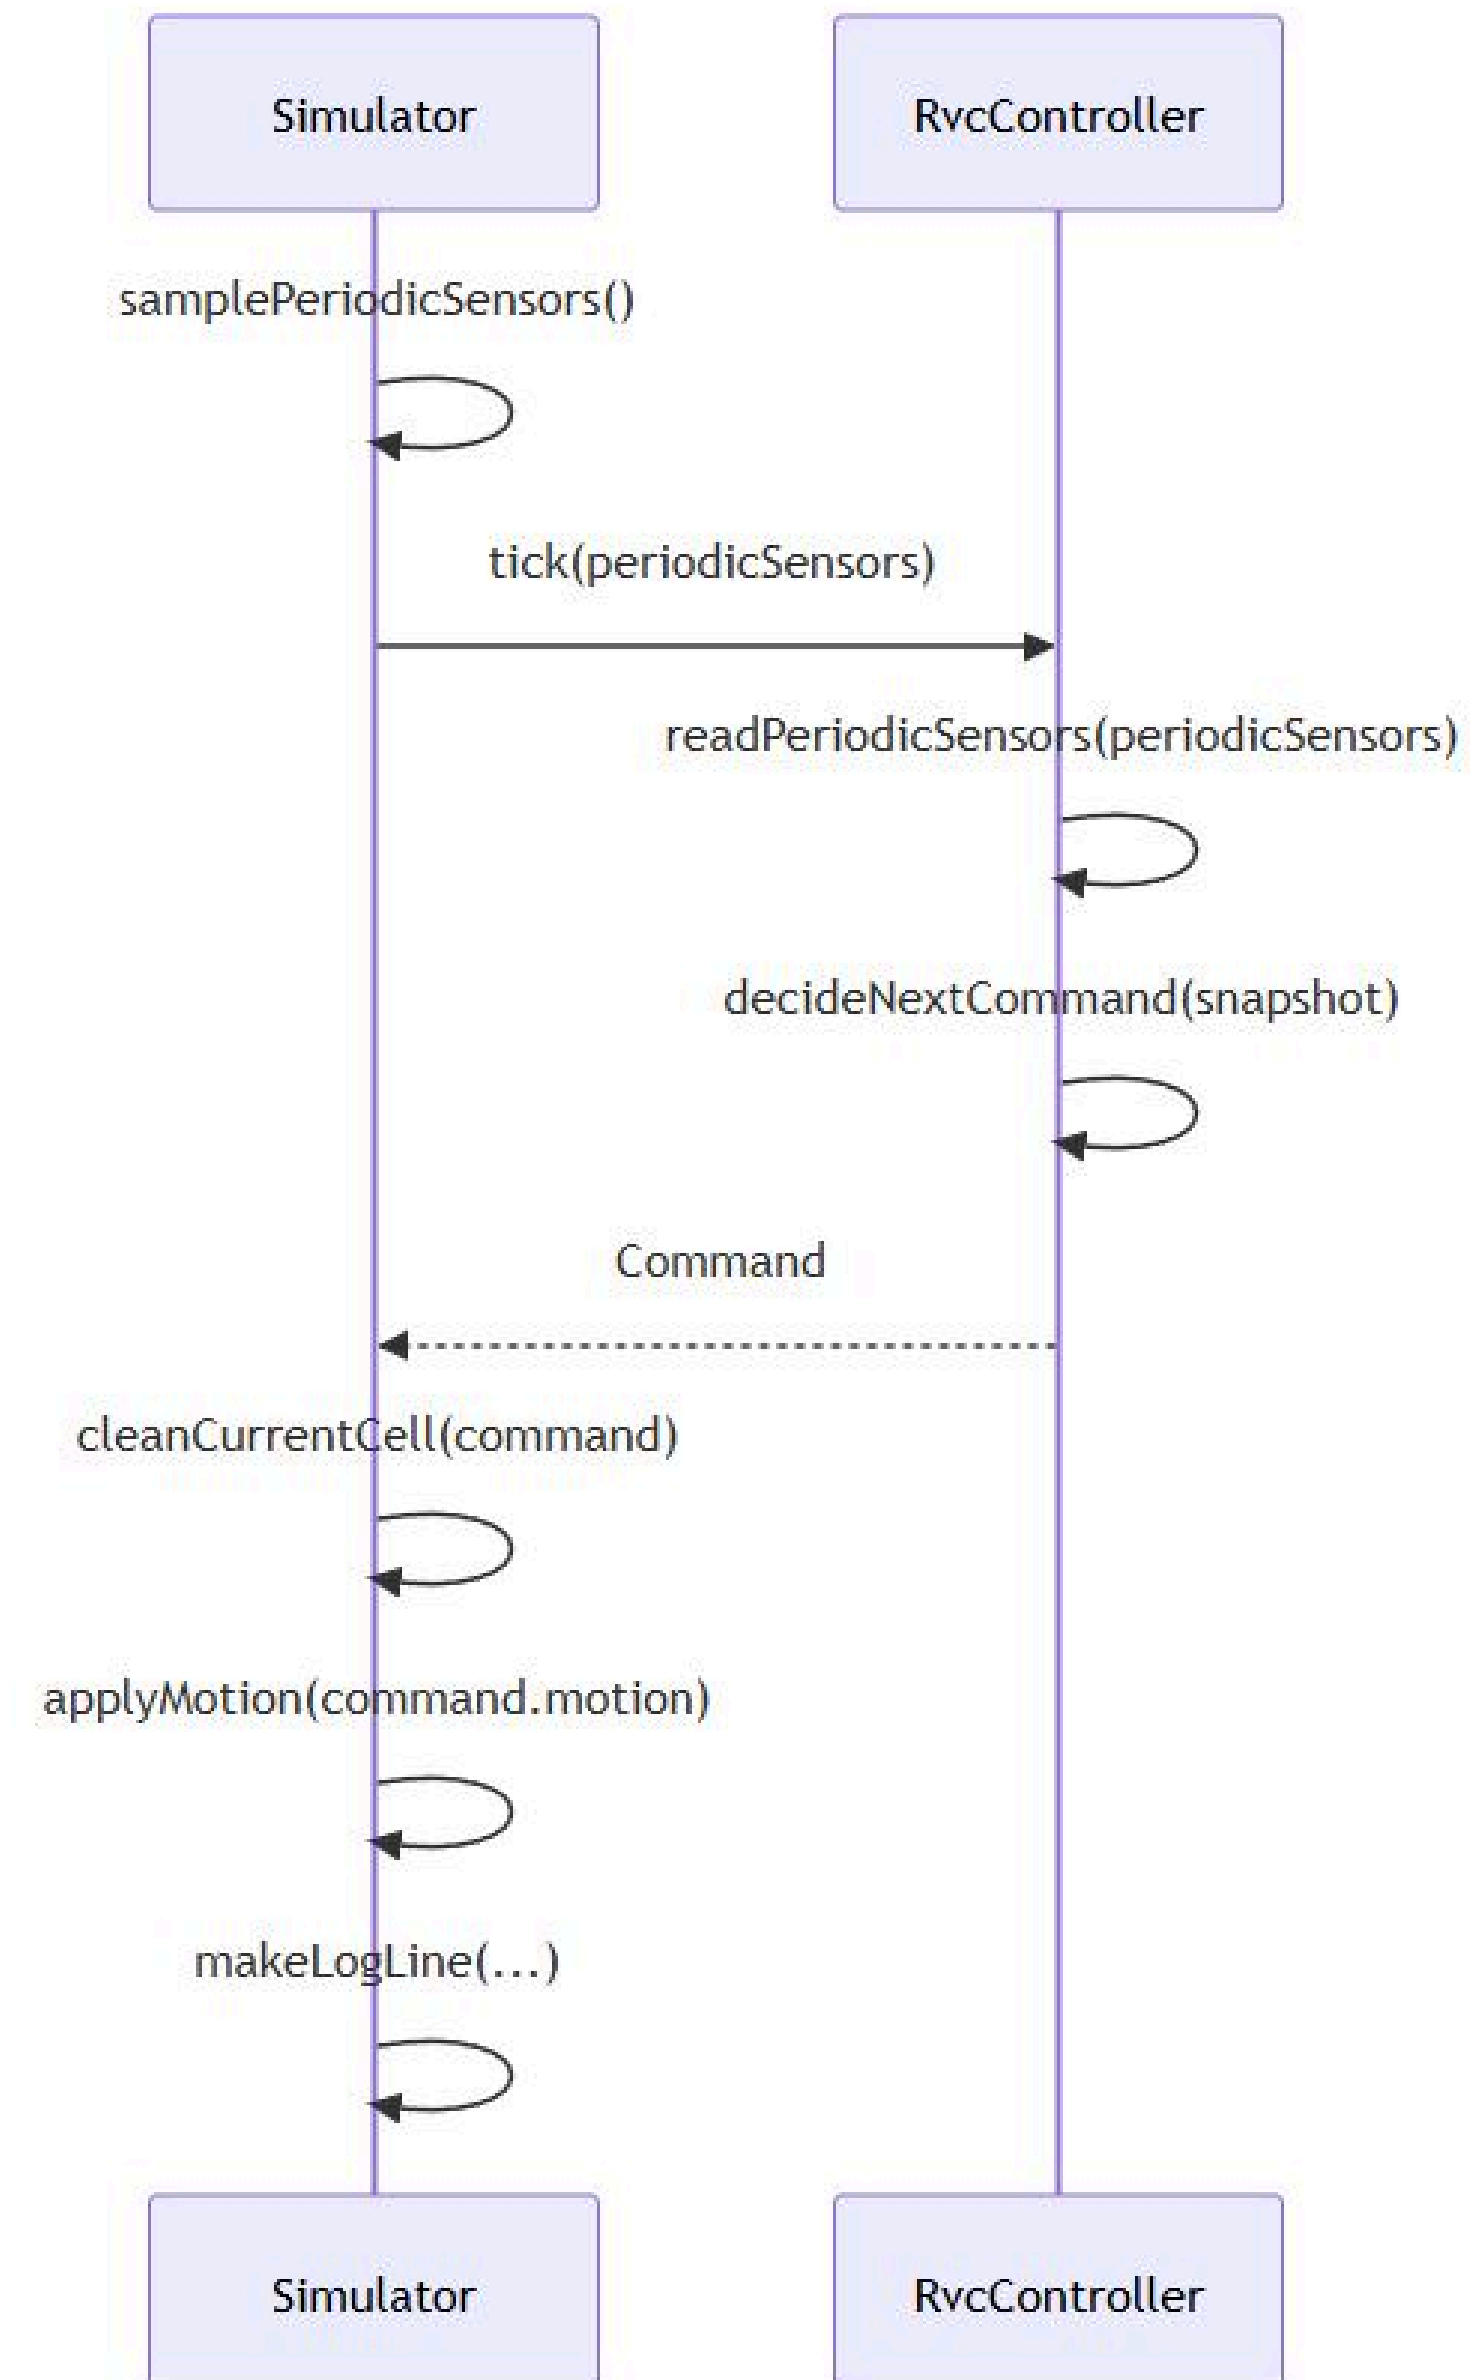 Simulator
RvcController
samplePeriodicSensors()
tick(periodicSensors)
readPeriodicSensors(periodicSensors)
decideNextCommand(snapshot)
Command
cleanCurrentCell(command)
applyMotion(command.motion)
makeLogLine(...)
Simulator
RvcController